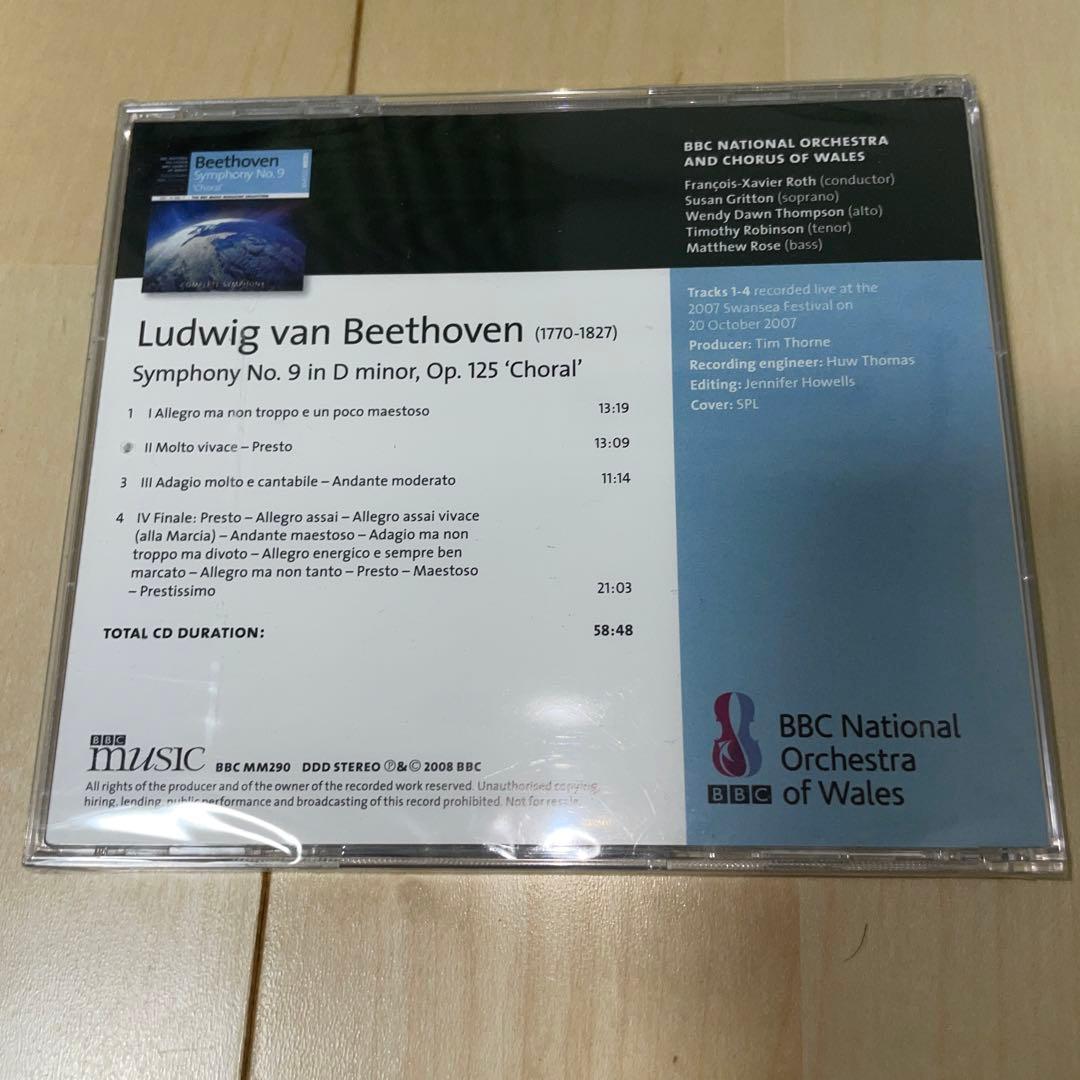 Beethoven
Symphony No. 9
'Choral'
COMPLETE SYMPHONY
BBC NATIONAL ORCHESTRA
AND CHORUS OF WALES
François-Xavier Roth (conductor)
Susan Gritton (soprano)
Wendy Dawn Thompson (alto)
Timothy Robinson (tenor)
Matthew Rose (bass)
Tracks 1-4 recorded live at the
2007 Swansea Festival on
20 October 2007
Producer: Tim Thorne
Recording engineer: Huw Thomas
Editing: Jennifer Howells
Cover: SPL
Ludwig van Beethoven (1770-1827)
Symphony No. 9 in D minor, Op. 125 ‘Choral’
1 I Allegro ma non troppo e un poco maestoso 13:19
II Molto vivace – Presto 13:09
3 III Adagio molto e cantabile – Andante moderato 11:14
4 IV Finale: Presto – Allegro assai – Allegro assai vivace
(alla Marcia) – Andante maestoso – Adagio ma non
troppo ma divoto – Allegro energico e sempre ben
marcato – Allegro ma non tanto – Presto – Maestoso
– Prestissimo 21:03
TOTAL CD DURATION: 58:48
BBC
music BBC MM290 DDD STEREO Ⓟ&© 2008 BBC
All rights of the producer and of the owner of the recorded work reserved. Unauthorised copying,
hiring, lending, public performance and broadcasting of this record prohibited. Not for resale.
BBC National
Orchestra
BBC of Wales